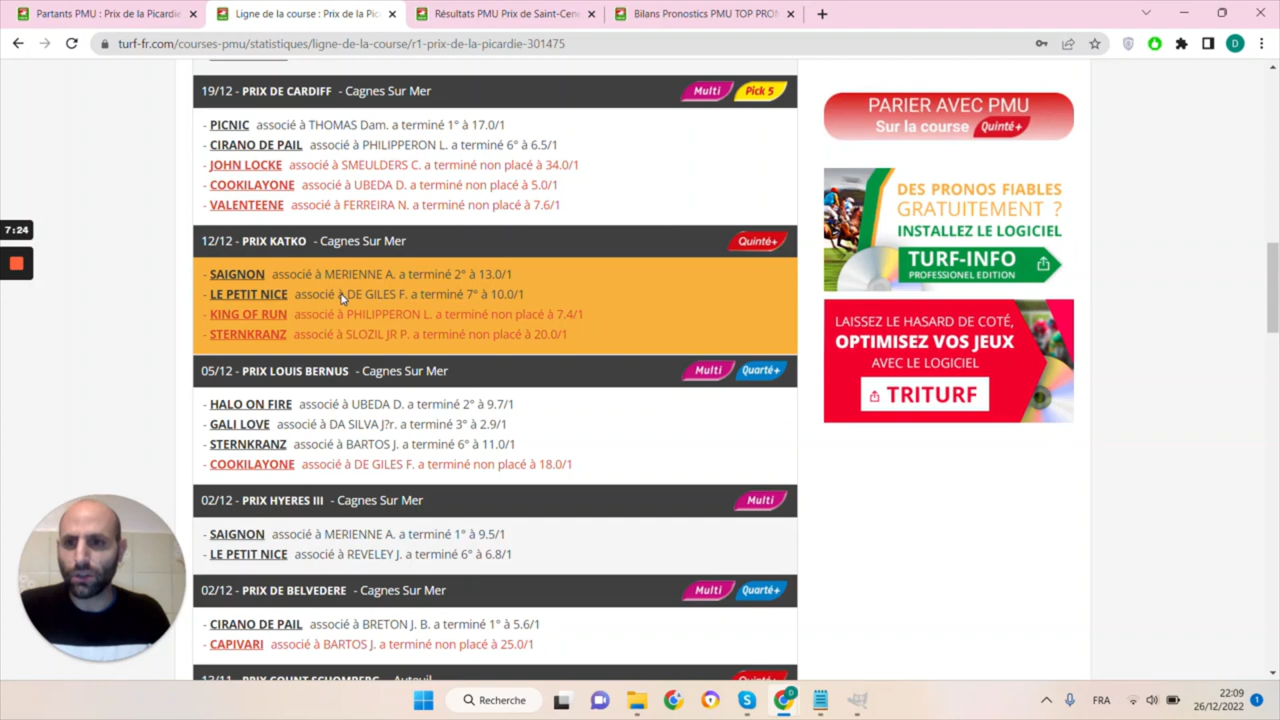 Partants PMU : Prix de la Picardie
Ligne de la course : Prix de la Pic
Résultats PMU Prix de Saint-Cene
Bilans Pronostics PMU TOP PRON
turf-fr.com/courses-pmu/statistiques/ligne-de-la-course/r1-prix-de-la-picardie-301475
D
19/12 - PRIX DE CARDIFF - Cagnes Sur Mer Multi Pick 5
- PICNIC associé à THOMAS Dam. a terminé 1° à 17.0/1
- CIRANO DE PAIL associé à PHILIPPERON L. a terminé 6° à 6.5/1
- JOHN LOCKE associé à SMEULDERS C. a terminé non placé à 34.0/1
- COOKILAYONE associé à UBEDA D. a terminé non placé à 5.0/1
- VALENTEENE associé à FERREIRA N. a terminé non placé à 7.6/1
12/12 - PRIX KATKO - Cagnes Sur Mer Quinté+
- SAIGNON associé à MERIENNE A. a terminé 2° à 13.0/1
- LE PETIT NICE associé à DE GILES F. a terminé 7° à 10.0/1
- KING OF RUN associé à PHILIPPERON L. a terminé non placé à 7.4/1
- STERNKRANZ associé à SLOZIL JR P. a terminé non placé à 20.0/1
05/12 - PRIX LOUIS BERNUS - Cagnes Sur Mer Multi Quarté+
- HALO ON FIRE associé à UBEDA D. a terminé 2° à 9.7/1
- GALI LOVE associé à DA SILVA J?r. a terminé 3° à 2.9/1
- STERNKRANZ associé à BARTOS J. a terminé 6° à 11.0/1
- COOKILAYONE associé à DE GILES F. a terminé non placé à 18.0/1
02/12 - PRIX HYERES III - Cagnes Sur Mer Multi
- SAIGNON associé à MERIENNE A. a terminé 1° à 9.5/1
- LE PETIT NICE associé à REVELEY J. a terminé 6° à 6.8/1
02/12 - PRIX DE BELVEDERE - Cagnes Sur Mer Multi Quarté+
- CIRANO DE PAIL associé à BRETON J. B. a terminé 1° à 5.6/1
- CAPIVARI associé à BARTOS J. a terminé non placé à 25.0/1
13/11 - PRIX COUNT SCHOMBERG - Auteuil Quinté+
PARIER AVEC PMU
Sur la course Quinté+
DES PRONOS FIABLES
GRATUITEMENT ?
INSTALLEZ LE LOGICIEL
TURF-INFO
PROFESIONNEL EDITION
LAISSEZ LE HASARD DE COTÉ,
OPTIMISEZ VOS JEUX
AVEC LE LOGICIEL
TRITURF
7:24
Recherche
D
FRA
22:09
26/12/2022
1